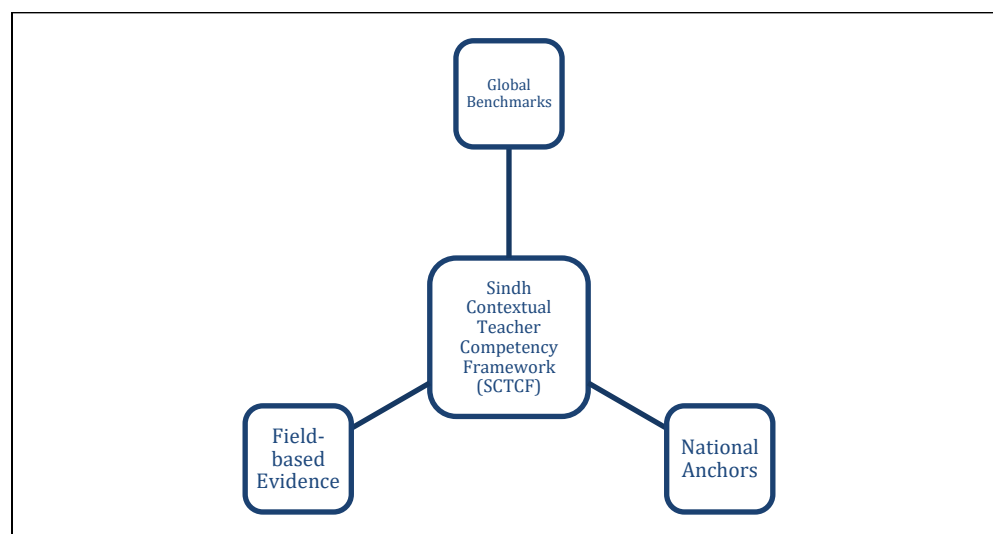 Global
Benchmarks
Sindh
Contextual
Teacher
Competency
Framework
(SCTCF)
Field-
based
Evidence
National
Anchors